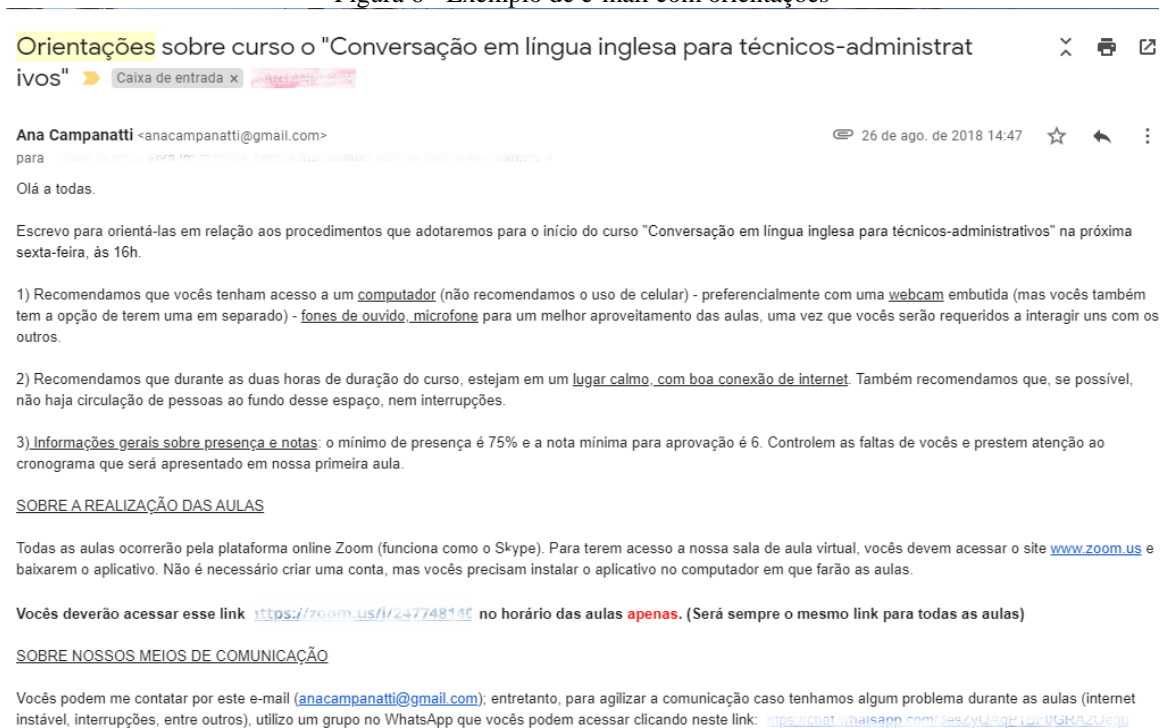 Figura 6 - Exemplo de e-mail com orientações
Orientações sobre curso o "Conversação em língua inglesa para técnicos-administrat
ivos" Caixa de entrada x
Ana Campanatti <anacampanatti@gmail.com> 26 de ago. de 2018 14:47
para
Olá a todas.
Escrevo para orientá-las em relação aos procedimentos que adotaremos para o início do curso "Conversação em língua inglesa para técnicos-administrativos" na próxima
sexta-feira, às 16h.
1) Recomendamos que vocês tenham acesso a um computador (não recomendamos o uso de celular) - preferencialmente com uma webcam embutida (mas vocês também
tem a opção de terem uma em separado) - fones de ouvido, microfone para um melhor aproveitamento das aulas, uma vez que vocês serão requeridos a interagir uns com os
outros.
2) Recomendamos que durante as duas horas de duração do curso, estejam em um lugar calmo, com boa conexão de internet. Também recomendamos que, se possível,
não haja circulação de pessoas ao fundo desse espaço, nem interrupções.
3) Informações gerais sobre presença e notas: o mínimo de presença é 75% e a nota mínima para aprovação é 6. Controlem as faltas de vocês e prestem atenção ao
cronograma que será apresentado em nossa primeira aula.
SOBRE A REALIZAÇÃO DAS AULAS
Todas as aulas ocorrerão pela plataforma online Zoom (funciona como o Skype). Para terem acesso a nossa sala de aula virtual, vocês devem acessar o site www.zoom.us e
baixarem o aplicativo. Não é necessário criar uma conta, mas vocês precisam instalar o aplicativo no computador em que farão as aulas.
Vocês deverão acessar esse link no horário das aulas apenas. (Será sempre o mesmo link para todas as aulas)
SOBRE NOSSOS MEIOS DE COMUNICAÇÃO
Vocês podem me contatar por este e-mail (anacampanatti@gmail.com); entretanto, para agilizar a comunicação caso tenhamos algum problema durante as aulas (internet
instável, interrupções, entre outros), utilizo um grupo no WhatsApp que vocês podem acessar clicando neste link: